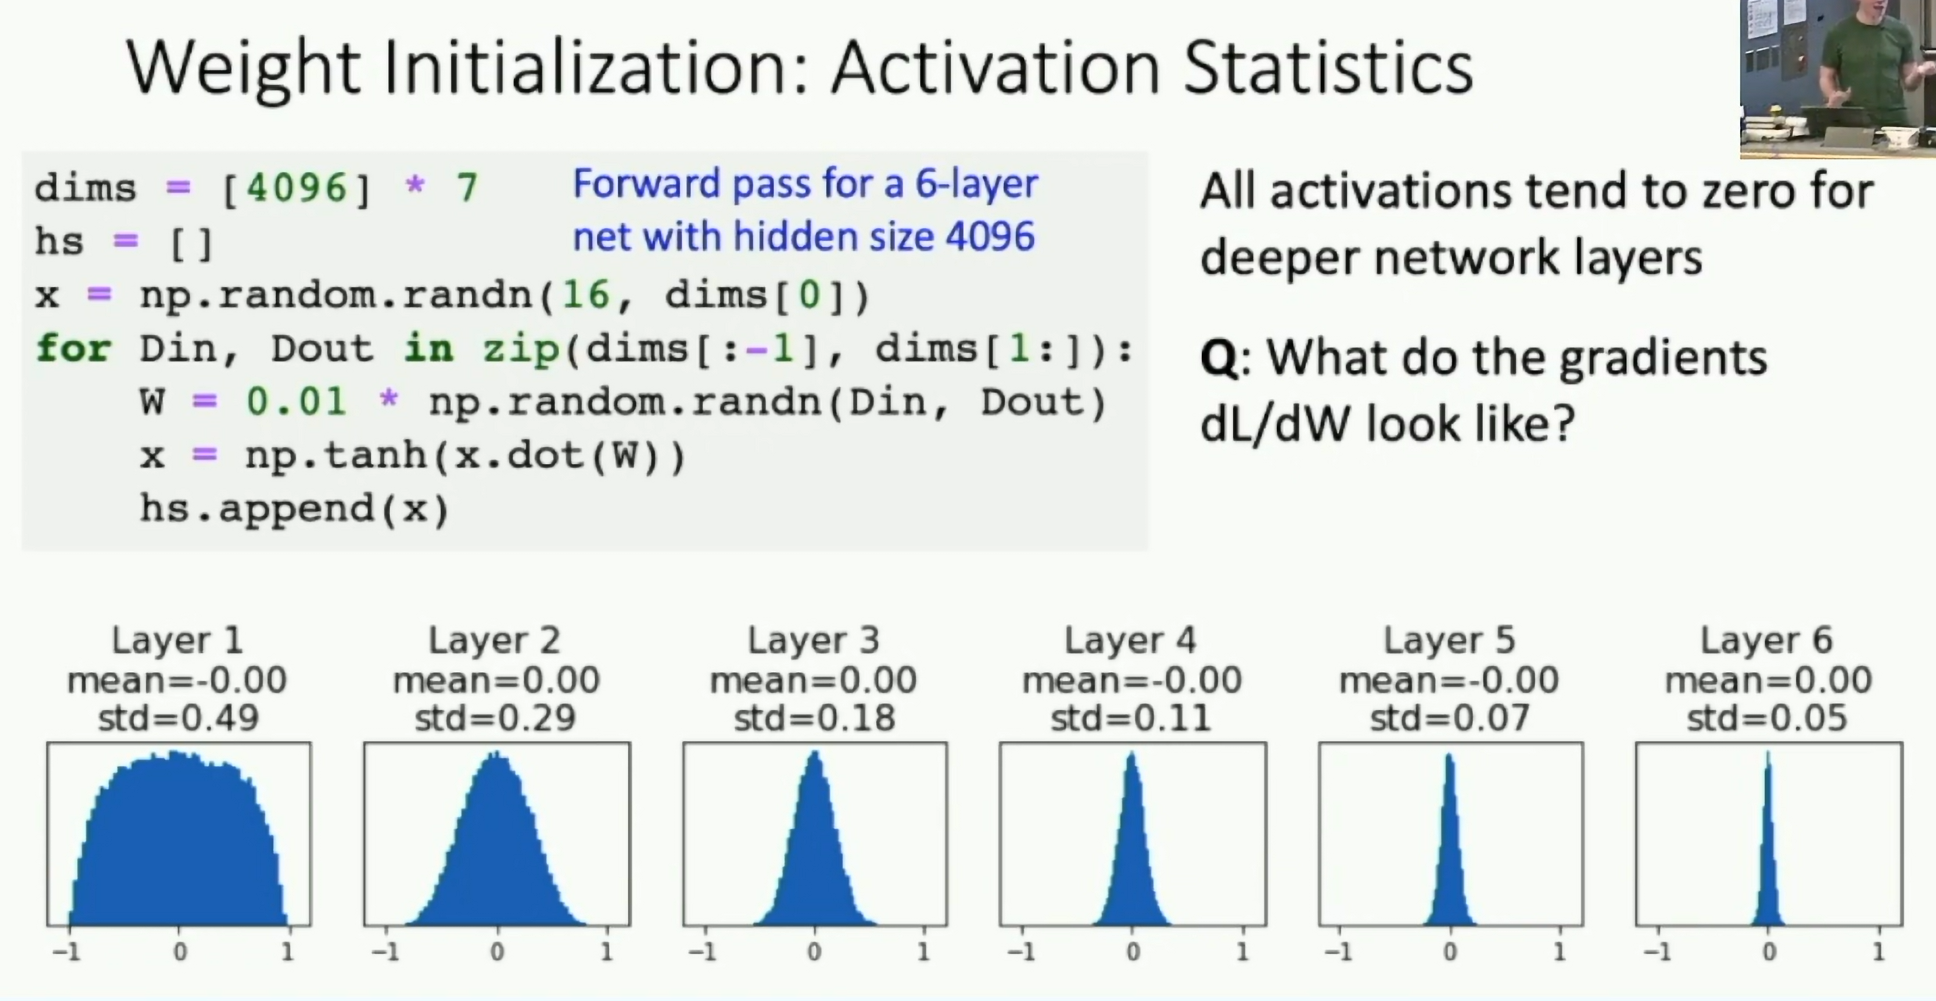 Weight Initialization: Activation Statistics
dims = [4096] * 7
hs = []
x = np.random.randn(16, dims[0])
for Din, Dout in zip(dims[:-1], dims[1:]):
    W = 0.01 * np.random.randn(Din, Dout)
    x = np.tanh(x.dot(W))
    hs.append(x)
Forward pass for a 6-layer
net with hidden size 4096
All activations tend to zero for
deeper network layers
Q: What do the gradients
dL/dW look like?
Layer 1
mean=-0.00
std=0.49
-1 0 1
Layer 2
mean=0.00
std=0.29
-1 0 1
Layer 3
mean=0.00
std=0.18
-1 0 1
Layer 4
mean=-0.00
std=0.11
-1 0 1
Layer 5
mean=-0.00
std=0.07
-1 0 1
Layer 6
mean=0.00
std=0.05
-1 0 1